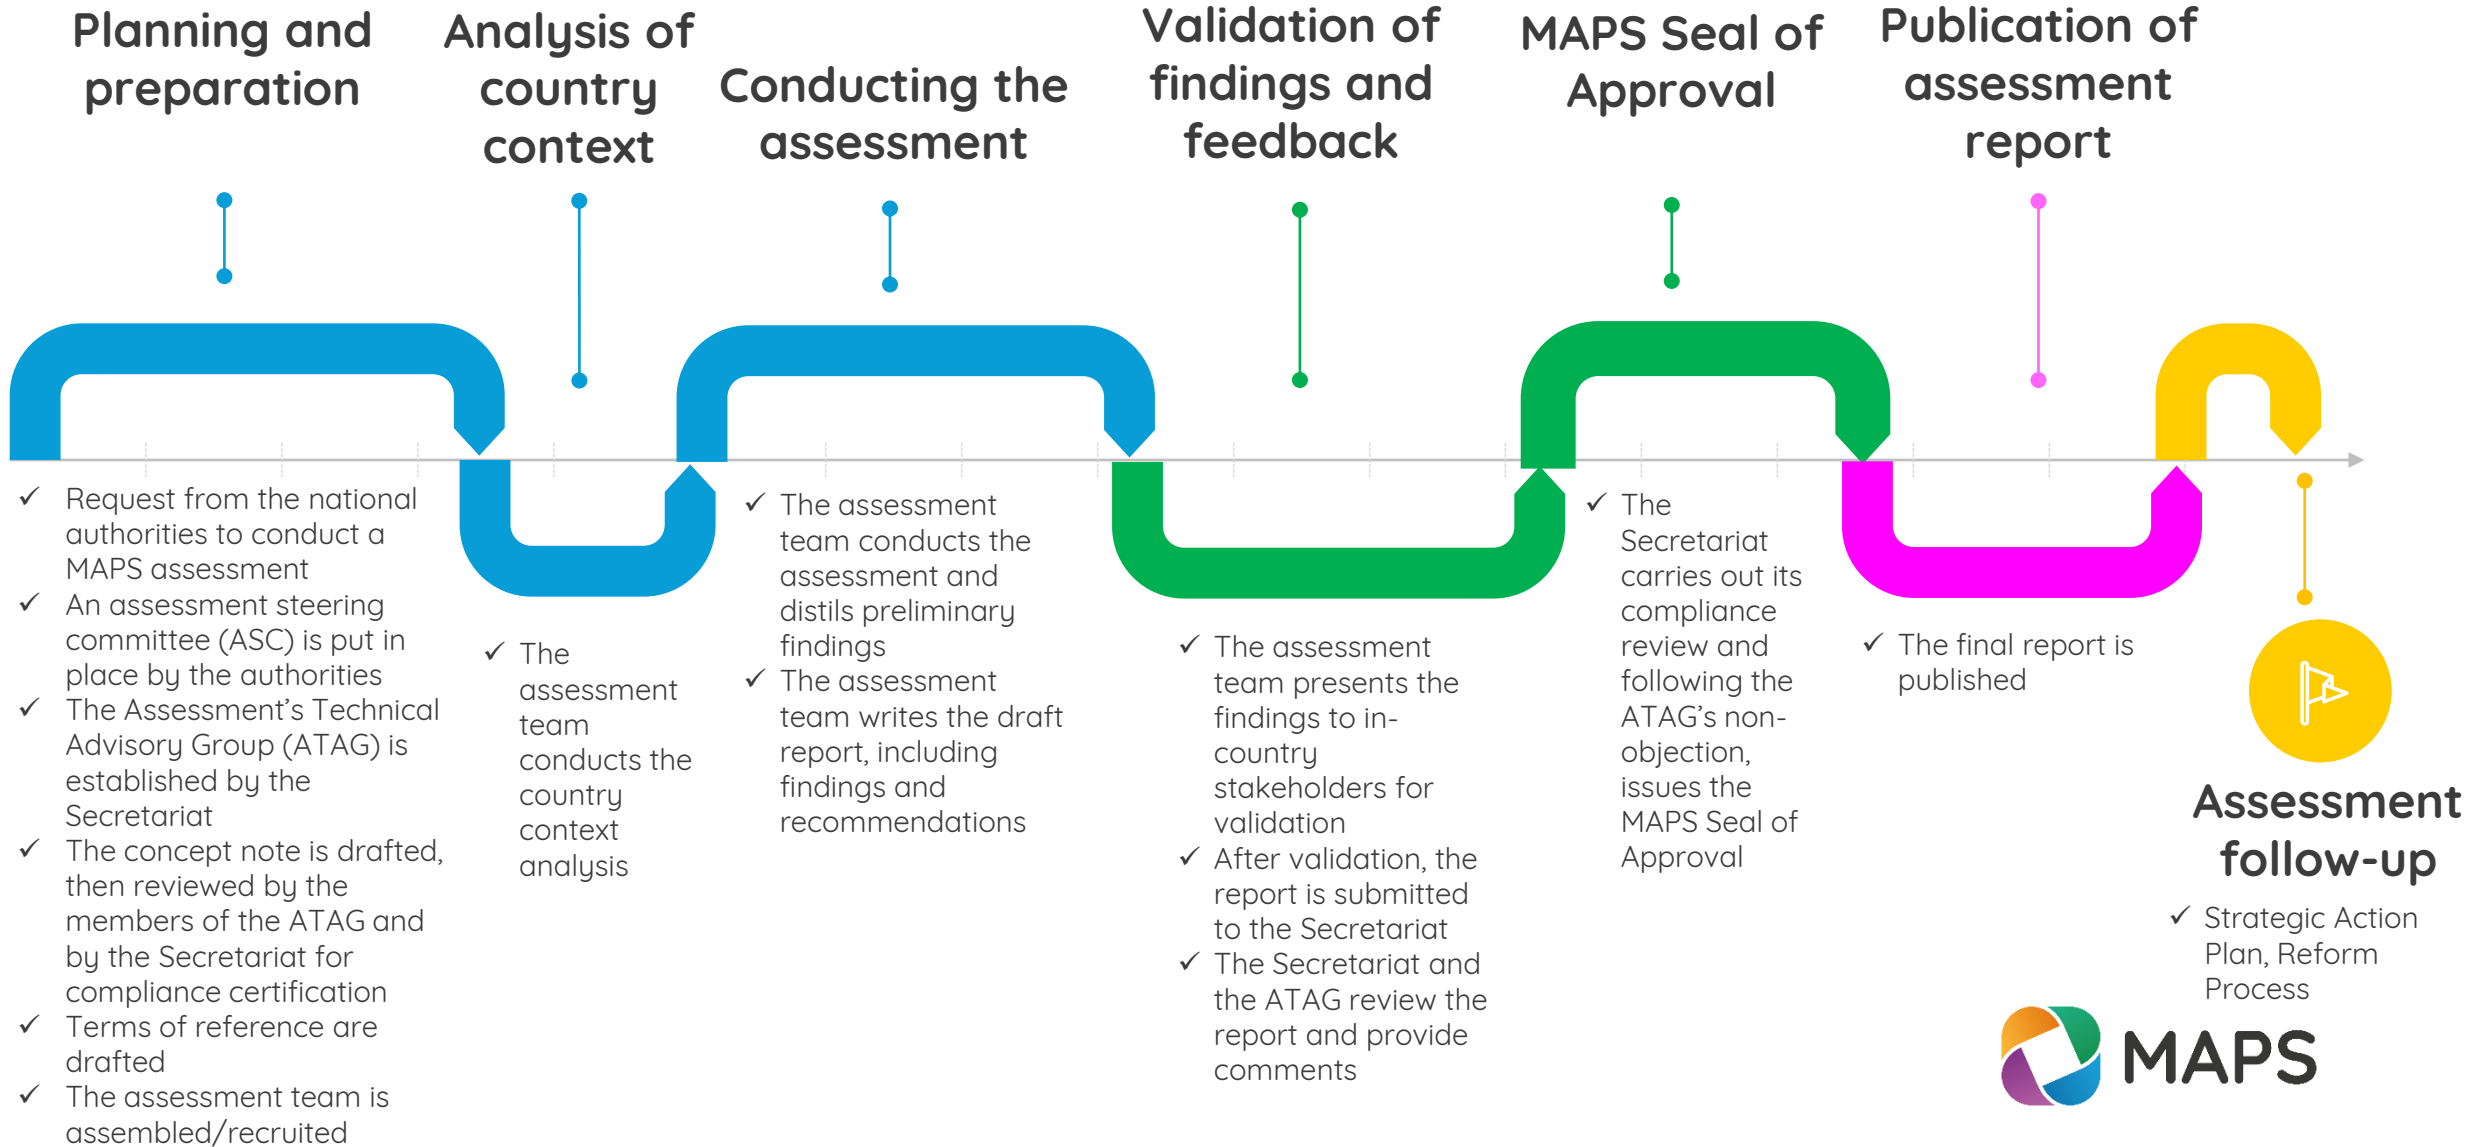 Planning and
preparation
Analysis of
country
context
Conducting the
assessment
Validation of
findings and
feedback
MAPS Seal of
Approval
Publication of
assessment
report
✓ Request from the national
authorities to conduct a
MAPS assessment
✓ An assessment steering
committee (ASC) is put in
place by the authorities
✓ The Assessment’s Technical
Advisory Group (ATAG) is
established by the
Secretariat
✓ The concept note is drafted,
then reviewed by the
members of the ATAG and
by the Secretariat for
compliance certification
✓ Terms of reference are
drafted
✓ The assessment team is
assembled/recruited
✓ The
assessment
team
conducts the
country
context
analysis
✓ The assessment
team conducts the
assessment and
distils preliminary
findings
✓ The assessment
team writes the draft
report, including
findings and
recommendations
✓ The assessment
team presents the
findings to in-
country
stakeholders for
validation
✓ After validation, the
report is submitted
to the Secretariat
✓ The Secretariat and
the ATAG review the
report and provide
comments
✓ The
Secretariat
carries out its
compliance
review and
following the
ATAG’s non-
objection,
issues the
MAPS Seal of
Approval
✓ The final report is
published
Assessment
follow-up
✓ Strategic Action
Plan, Reform
Process
MAPS